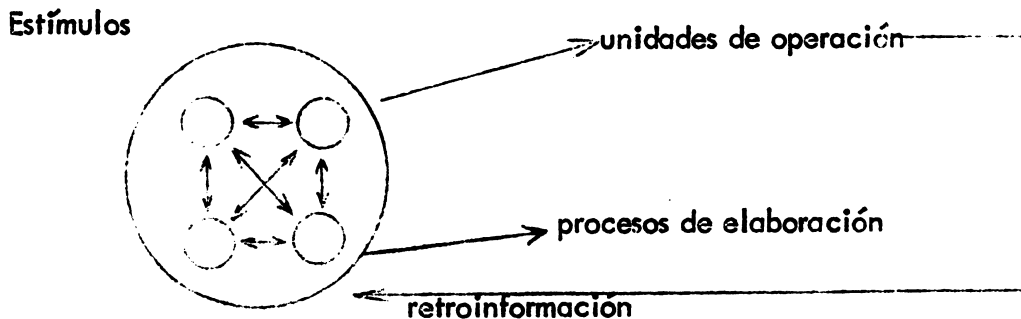 Estímulos
unidades de operación
procesos de elaboración
retroinformación